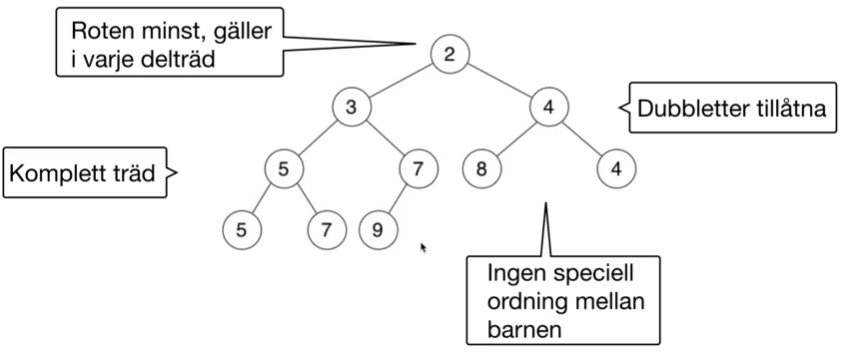 Roten minst, gäller
i varje delträd
2
3
4
Dubbletter tillåtna
Komplett träd
5
7
8
4
5
7
9
Ingen speciell
ordning mellan
barnen